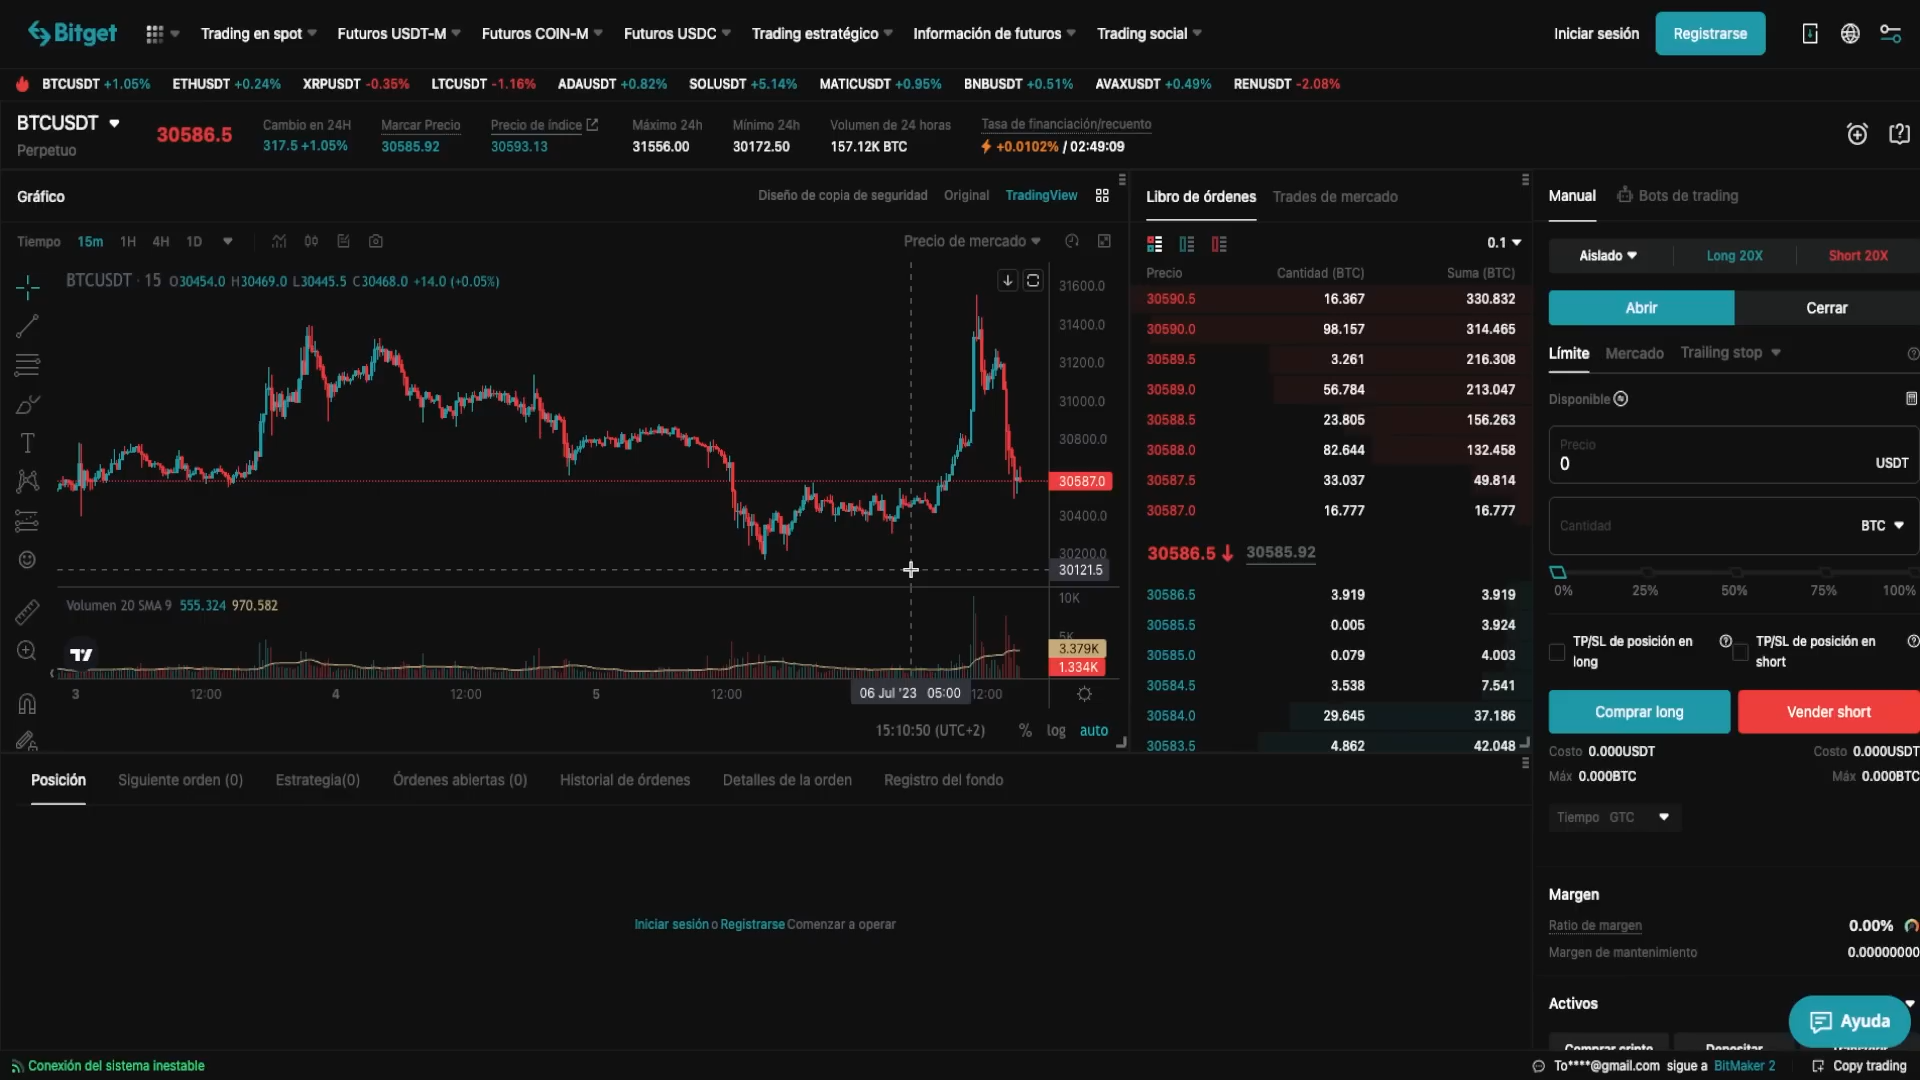 Bitget
Trading en spot Futuros USDT-M Futuros COIN-M Futuros USDC Trading estratégico Información de futuros Trading social Iniciar sesión Registrarse
BTCUSDT +1.05% ETHUSDT +0.24% XRPUSDT -0.35% LTCUSDT -1.16% ADAUSDT +0.82% SOLUSDT +5.14% MATICUSDT +0.95% BNBUSDT +0.51% AVAXUSDT +0.49% RENUSDT -2.08%
BTCUSDT
Perpetuo
30586.5
Cambio en 24H
317.5 +1.05%
Marcar Precio
30585.92
Precio de índice
30593.13
Máximo 24h
31556.00
Mínimo 24h
30172.50
Volumen de 24 horas
157.12K BTC
Tasa de financiación/recuento
+0.0102% / 02:49:09
Gráfico
Diseño de copia de seguridad Original TradingView
Tiempo 15m 1H 4H 1D
Precio de mercado
BTCUSDT · 15 O30454.0 H30469.0 L30445.5 C30468.0 +14.0 (+0.05%)
31600.0
31400.0
31200.0
31000.0
30800.0
30587.0
30400.0
30200.0
30121.5
Volumen 20 SMA 9 555.324 970.582
10K
5K
3.379K
1.334K
3 12:00 4 12:00 5 12:00 06 Jul '23 05:00 12:00
15:10:50 (UTC+2) % log auto
Libro de órdenes Trades de mercado
0.1
Precio Cantidad (BTC) Suma (BTC)
30590.5 16.367 330.832
30590.0 98.157 314.465
30589.5 3.261 216.308
30589.0 56.784 213.047
30588.5 23.805 156.263
30588.0 82.644 132.458
30587.5 33.037 49.814
30587.0 16.777 16.777
30586.5 30585.92
30586.5 3.919 3.919
30585.5 0.005 3.924
30585.0 0.079 4.003
30584.5 3.538 7.541
30584.0 29.645 37.186
30583.5 4.862 42.048
Manual Bots de trading
Aislado Long 20X Short 20X
Abrir Cerrar
Límite Mercado Trailing stop
Disponible
Precio
0 USDT
Cantidad BTC
0% 25% 50% 75% 100%
TP/SL de posición en long
TP/SL de posición en short
Comprar long Vender short
Costo 0.000USDT Costo 0.000USDT
Máx 0.000BTC Máx 0.000BTC
Tiempo GTC
Margen
Ratio de margen 0.00%
Margen de mantenimiento 0.00000000
Activos
Comprar cripto Depositar
Ayuda
Posición Siguiente orden (0) Estrategia(0) Órdenes abiertas (0) Historial de órdenes Detalles de la orden Registro del fondo
Iniciar sesión o Registrarse Comenzar a operar
Conexión del sistema inestable
To****@gmail.com sigue a BitMaker 2 Copy trading